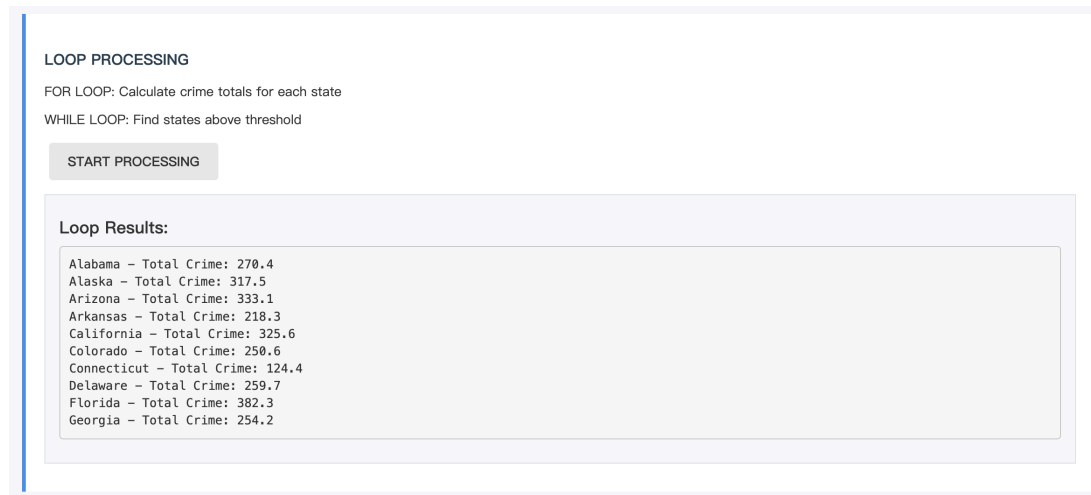 LOOP PROCESSING
FOR LOOP: Calculate crime totals for each state
WHILE LOOP: Find states above threshold
START PROCESSING
Loop Results:
Alabama – Total Crime: 270.4
Alaska – Total Crime: 317.5
Arizona – Total Crime: 333.1
Arkansas – Total Crime: 218.3
California – Total Crime: 325.6
Colorado – Total Crime: 250.6
Connecticut – Total Crime: 124.4
Delaware – Total Crime: 259.7
Florida – Total Crime: 382.3
Georgia – Total Crime: 254.2